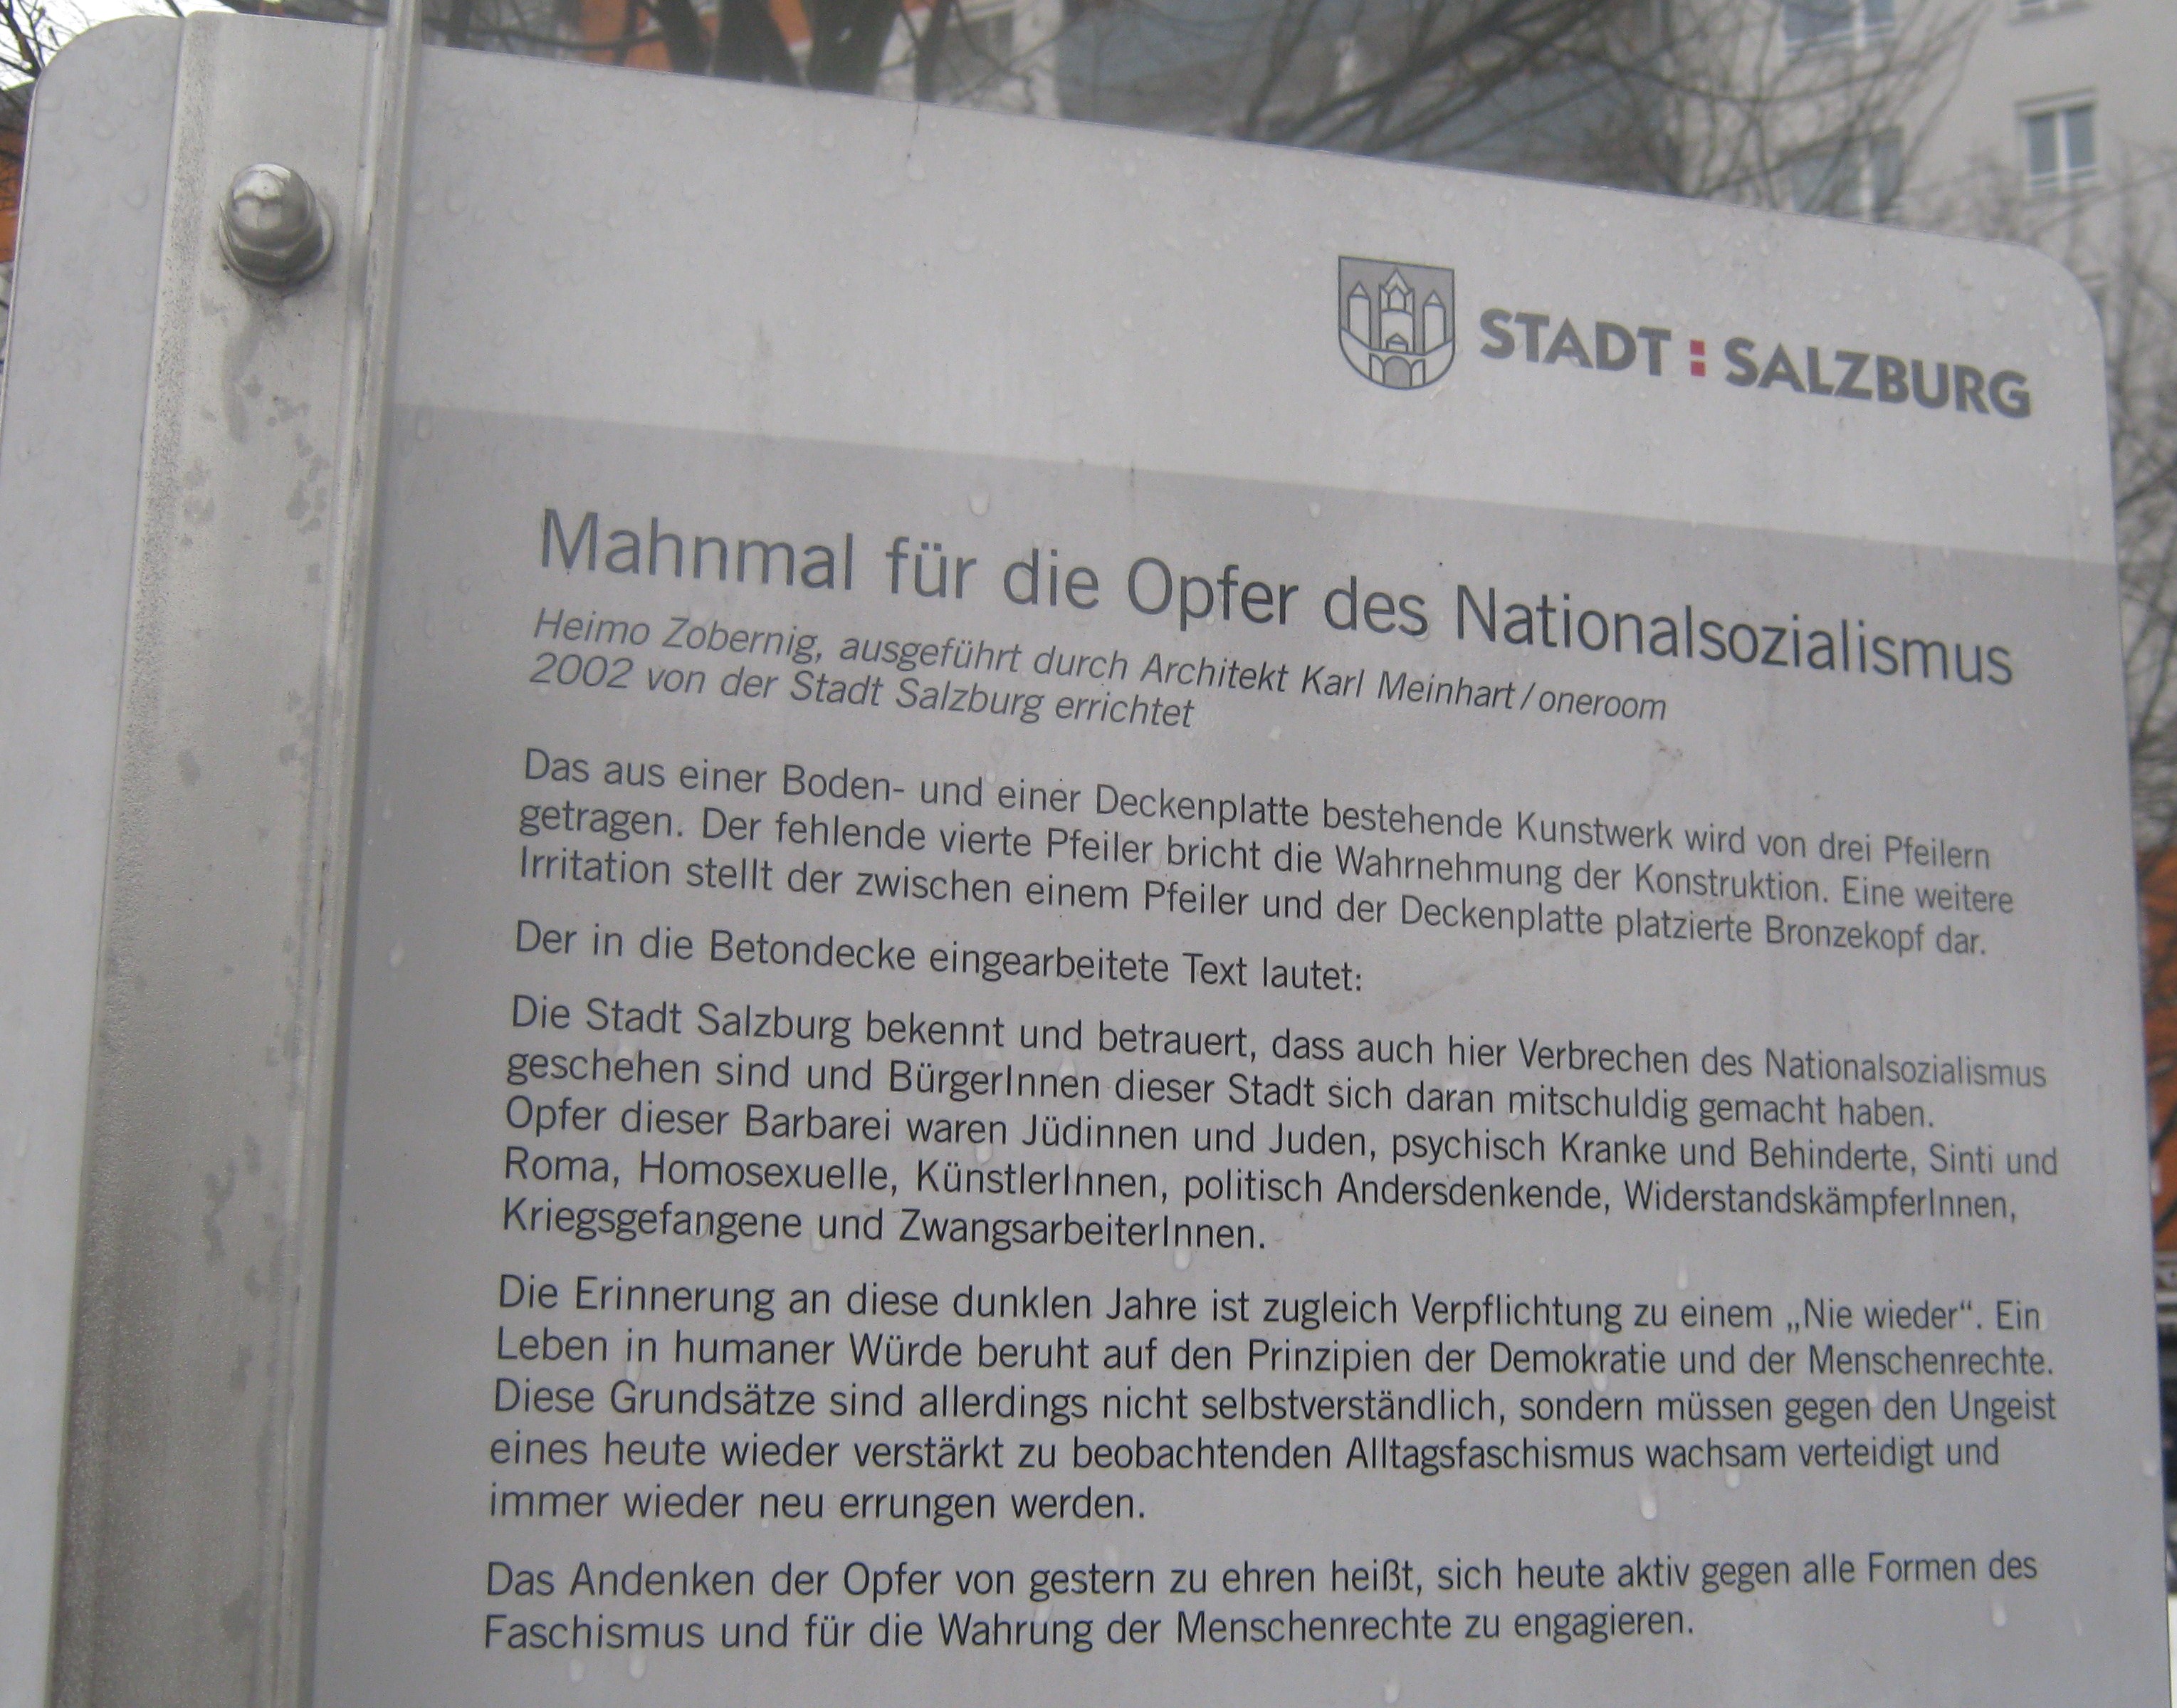 STADT : SALZBURG
Mahnmal für die Opfer des Nationalsozialismus
Heimo Zobernig, ausgeführt durch Architekt Karl Meinhart / oneroom
2002 von der Stadt Salzburg errichtet
Das aus einer Boden- und einer Deckenplatte bestehende Kunstwerk wird von drei Pfeilern
getragen. Der fehlende vierte Pfeiler bricht die Wahrnehmung der Konstruktion. Eine weitere
Irritation stellt der zwischen einem Pfeiler und der Deckenplatte platzierte Bronzekopf dar.
Der in die Betondecke eingearbeitete Text lautet:
Die Stadt Salzburg bekennt und betrauert, dass auch hier Verbrechen des Nationalsozialismus
geschehen sind und BürgerInnen dieser Stadt sich daran mitschuldig gemacht haben.
Opfer dieser Barbarei waren Jüdinnen und Juden, psychisch Kranke und Behinderte, Sinti und
Roma, Homosexuelle, KünstlerInnen, politisch Andersdenkende, WiderstandskämpferInnen,
Kriegsgefangene und ZwangsarbeiterInnen.
Die Erinnerung an diese dunklen Jahre ist zugleich Verpflichtung zu einem „Nie wieder“. Ein
Leben in humaner Würde beruht auf den Prinzipien der Demokratie und der Menschenrechte.
Diese Grundsätze sind allerdings nicht selbstverständlich, sondern müssen gegen den Ungeist
eines heute wieder verstärkt zu beobachtenden Alltagsfaschismus wachsam verteidigt und
immer wieder neu errungen werden.
Das Andenken der Opfer von gestern zu ehren heißt, sich heute aktiv gegen alle Formen des
Faschismus und für die Wahrung der Menschenrechte zu engagieren.